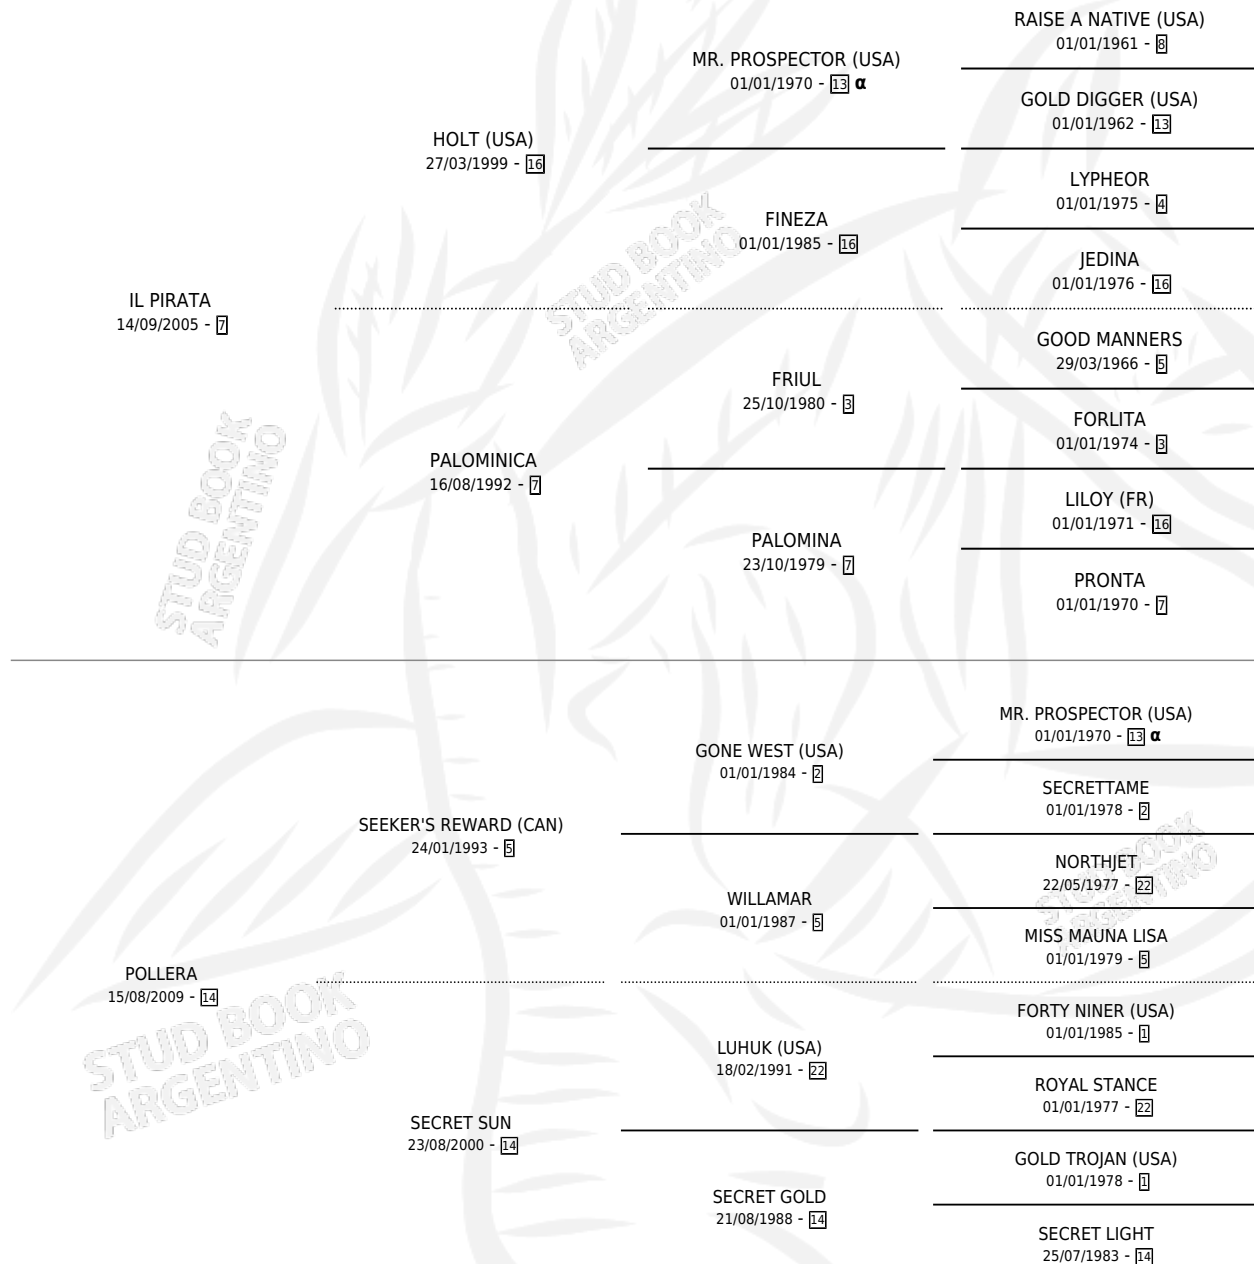 RAISE A NATIVE (USA)
01/01/1961 - 8
MR. PROSPECTOR (USA)
01/01/1970 - 13 α
GOLD DIGGER (USA)
01/01/1962 - 13
HOLT (USA)
27/03/1999 - 16
LYPHEOR
01/01/1975 - 4
FINEZA
01/01/1985 - 16
JEDINA
01/01/1976 - 16
IL PIRATA
14/09/2005 - 7
GOOD MANNERS
29/03/1966 - 5
FRIUL
25/10/1980 - 3
FORLITA
01/01/1974 - 3
PALOMINICA
16/08/1992 - 7
LILOY (FR)
01/01/1971 - 16
PALOMINA
23/10/1979 - 7
PRONTA
01/01/1970 - 7
MR. PROSPECTOR (USA)
01/01/1970 - 13 α
GONE WEST (USA)
01/01/1984 - 2
SECRETTAME
01/01/1978 - 2
SEEKER'S REWARD (CAN)
24/01/1993 - 5
NORTHJET
22/05/1977 - 22
WILLAMAR
01/01/1987 - 5
MISS MAUNA LISA
01/01/1979 - 5
POLLERA
15/08/2009 - 14
FORTY NINER (USA)
01/01/1985 - 1
LUHUK (USA)
18/02/1991 - 22
ROYAL STANCE
01/01/1977 - 22
SECRET SUN
23/08/2000 - 14
GOLD TROJAN (USA)
01/01/1978 - 1
SECRET GOLD
21/08/1988 - 14
SECRET LIGHT
25/07/1983 - 14
STUD BOOK
ARGENTINO
STUD BOOK
ARGENTINO
STUD BOOK
ARGENTINO
STUD BOOK
ARGENTINO